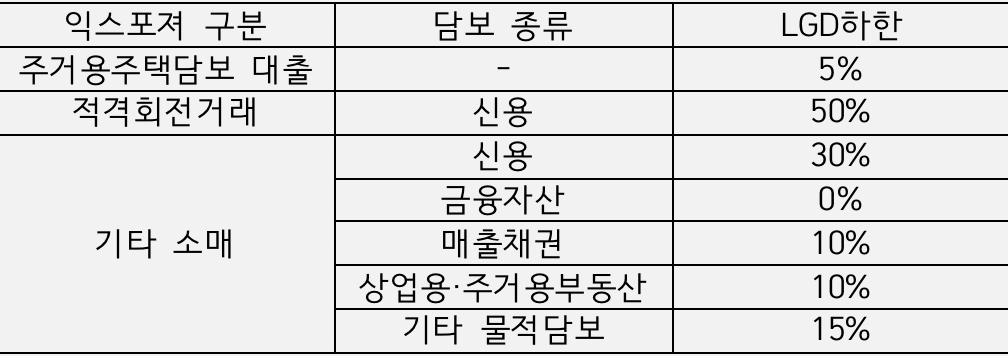 익스포져 구분 담보 종류 LGD하한
주거용주택담보 대출 - 5%
적격회전거래 신용 50%
신용 30%
금융자산 0%
기타 소매 매출채권 10%
상업용·주거용부동산 10%
기타 물적담보 15%